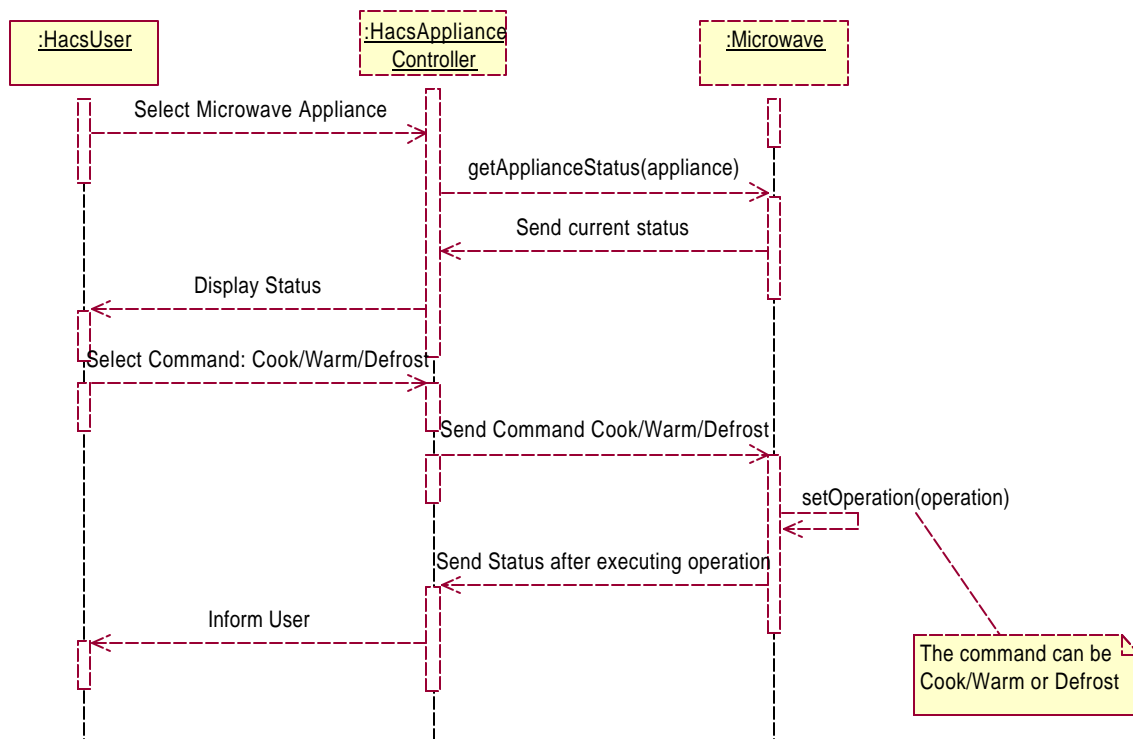 :HacsUser
:HacsAppliance
Controller
:Microwave
Select Microwave Appliance
getApplianceStatus(appliance)
Send current status
Display Status
Select Command: Cook/Warm/Defrost
Send Command Cook/Warm/Defrost
setOperation(operation)
Send Status after executing operation
Inform User
The command can be
Cook/Warm or Defrost